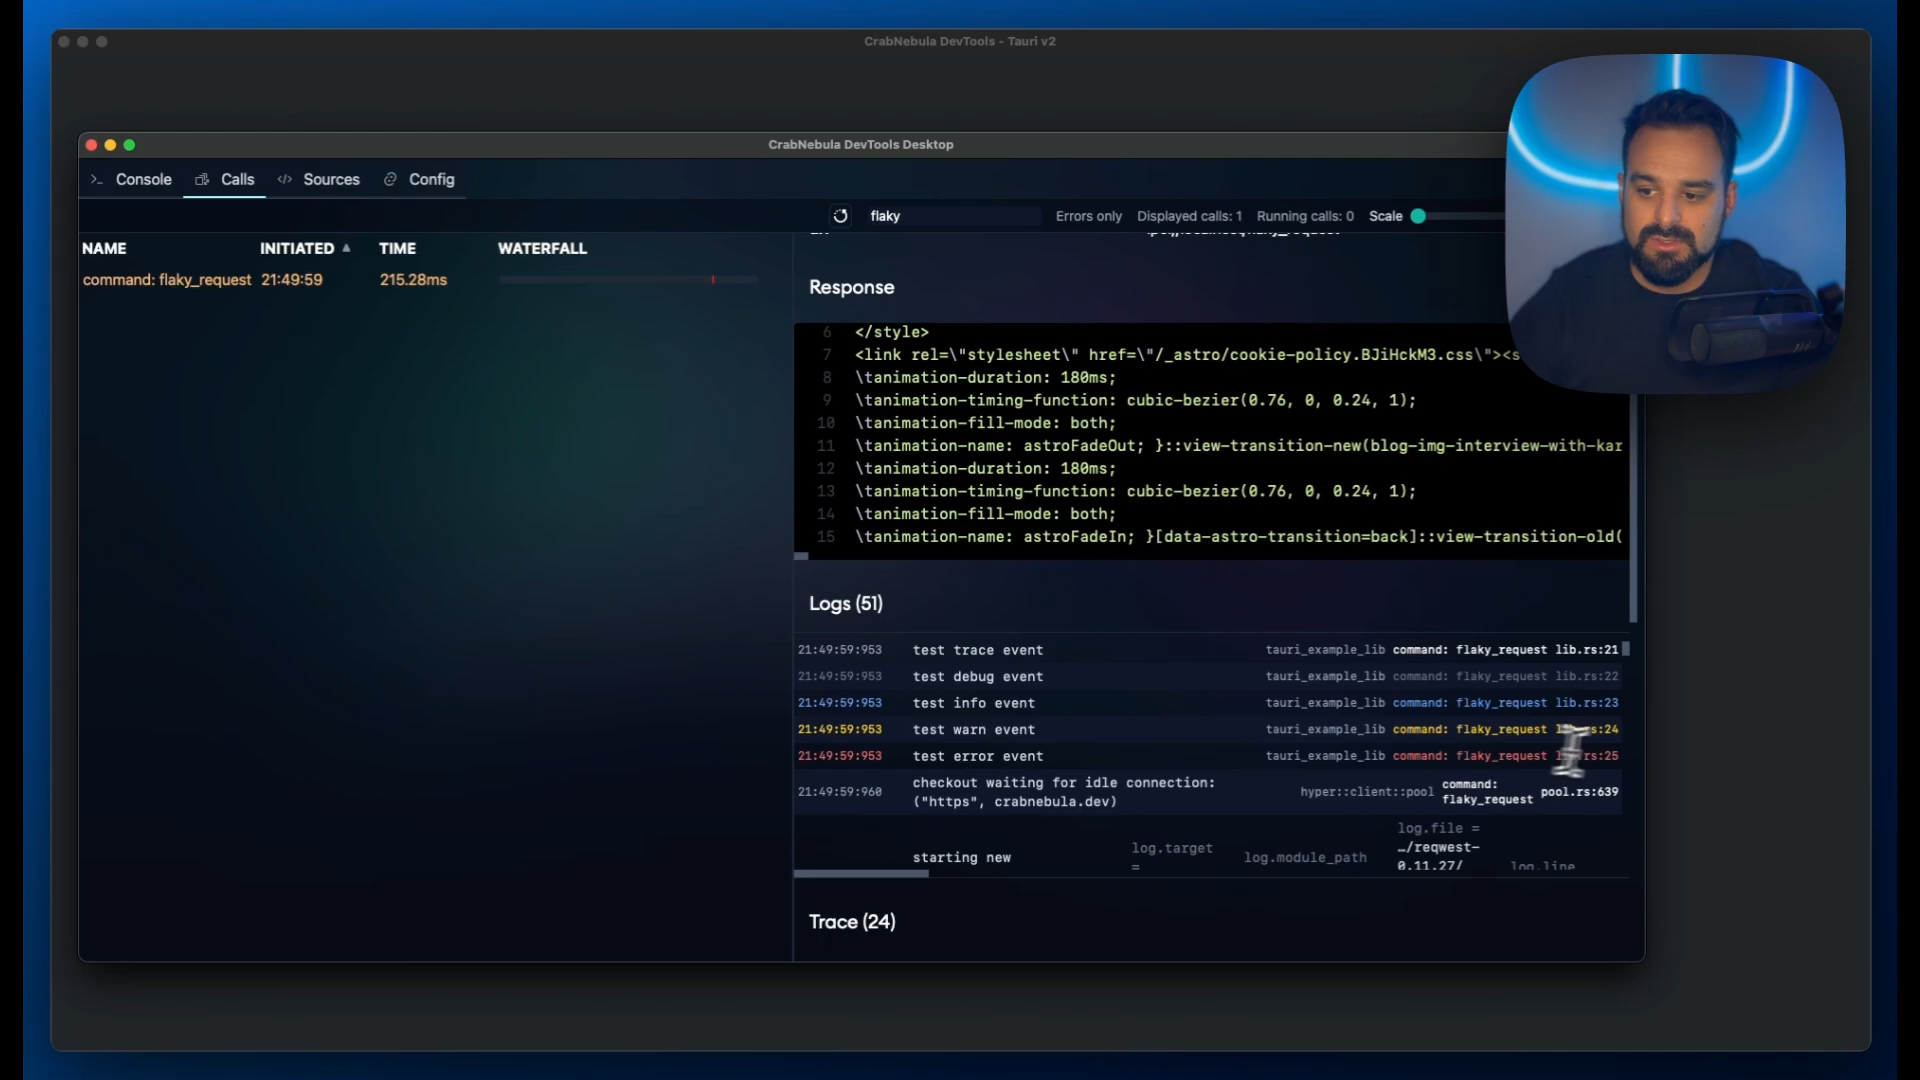 CrabNebula DevTools - Tauri v2
CrabNebula DevTools Desktop
Console Calls Sources Config
flaky Errors only Displayed calls: 1 Running calls: 0 Scale
NAME INITIATED TIME WATERFALL
command: flaky_request 21:49:59 215.28ms
Response
6 </style>
7 <link rel=\"stylesheet\" href=\"/_astro/cookie-policy.BJiHckM3.css\"><s
8 \tanimation-duration: 180ms;
9 \tanimation-timing-function: cubic-bezier(0.76, 0, 0.24, 1);
10 \tanimation-fill-mode: both;
11 \tanimation-name: astroFadeOut; }::view-transition-new(blog-img-interview-with-kar
12 \tanimation-duration: 180ms;
13 \tanimation-timing-function: cubic-bezier(0.76, 0, 0.24, 1);
14 \tanimation-fill-mode: both;
15 \tanimation-name: astroFadeIn; }[data-astro-transition=back]::view-transition-old(
Logs (51)
21:49:59:953 test trace event tauri_example_lib command: flaky_request lib.rs:21
21:49:59:953 test debug event tauri_example_lib command: flaky_request lib.rs:22
21:49:59:953 test info event tauri_example_lib command: flaky_request lib.rs:23
21:49:59:953 test warn event tauri_example_lib command: flaky_request
21:49:59:953 test error event tauri_example_lib command: flaky_request
21:49:59:960 checkout waiting for idle connection: ("https", crabnebula.dev) hyper::client::pool command: flaky_request pool.rs:639
starting new log.target = log.module_path log.file = …/reqwest-0.11.27/ log.line
Trace (24)